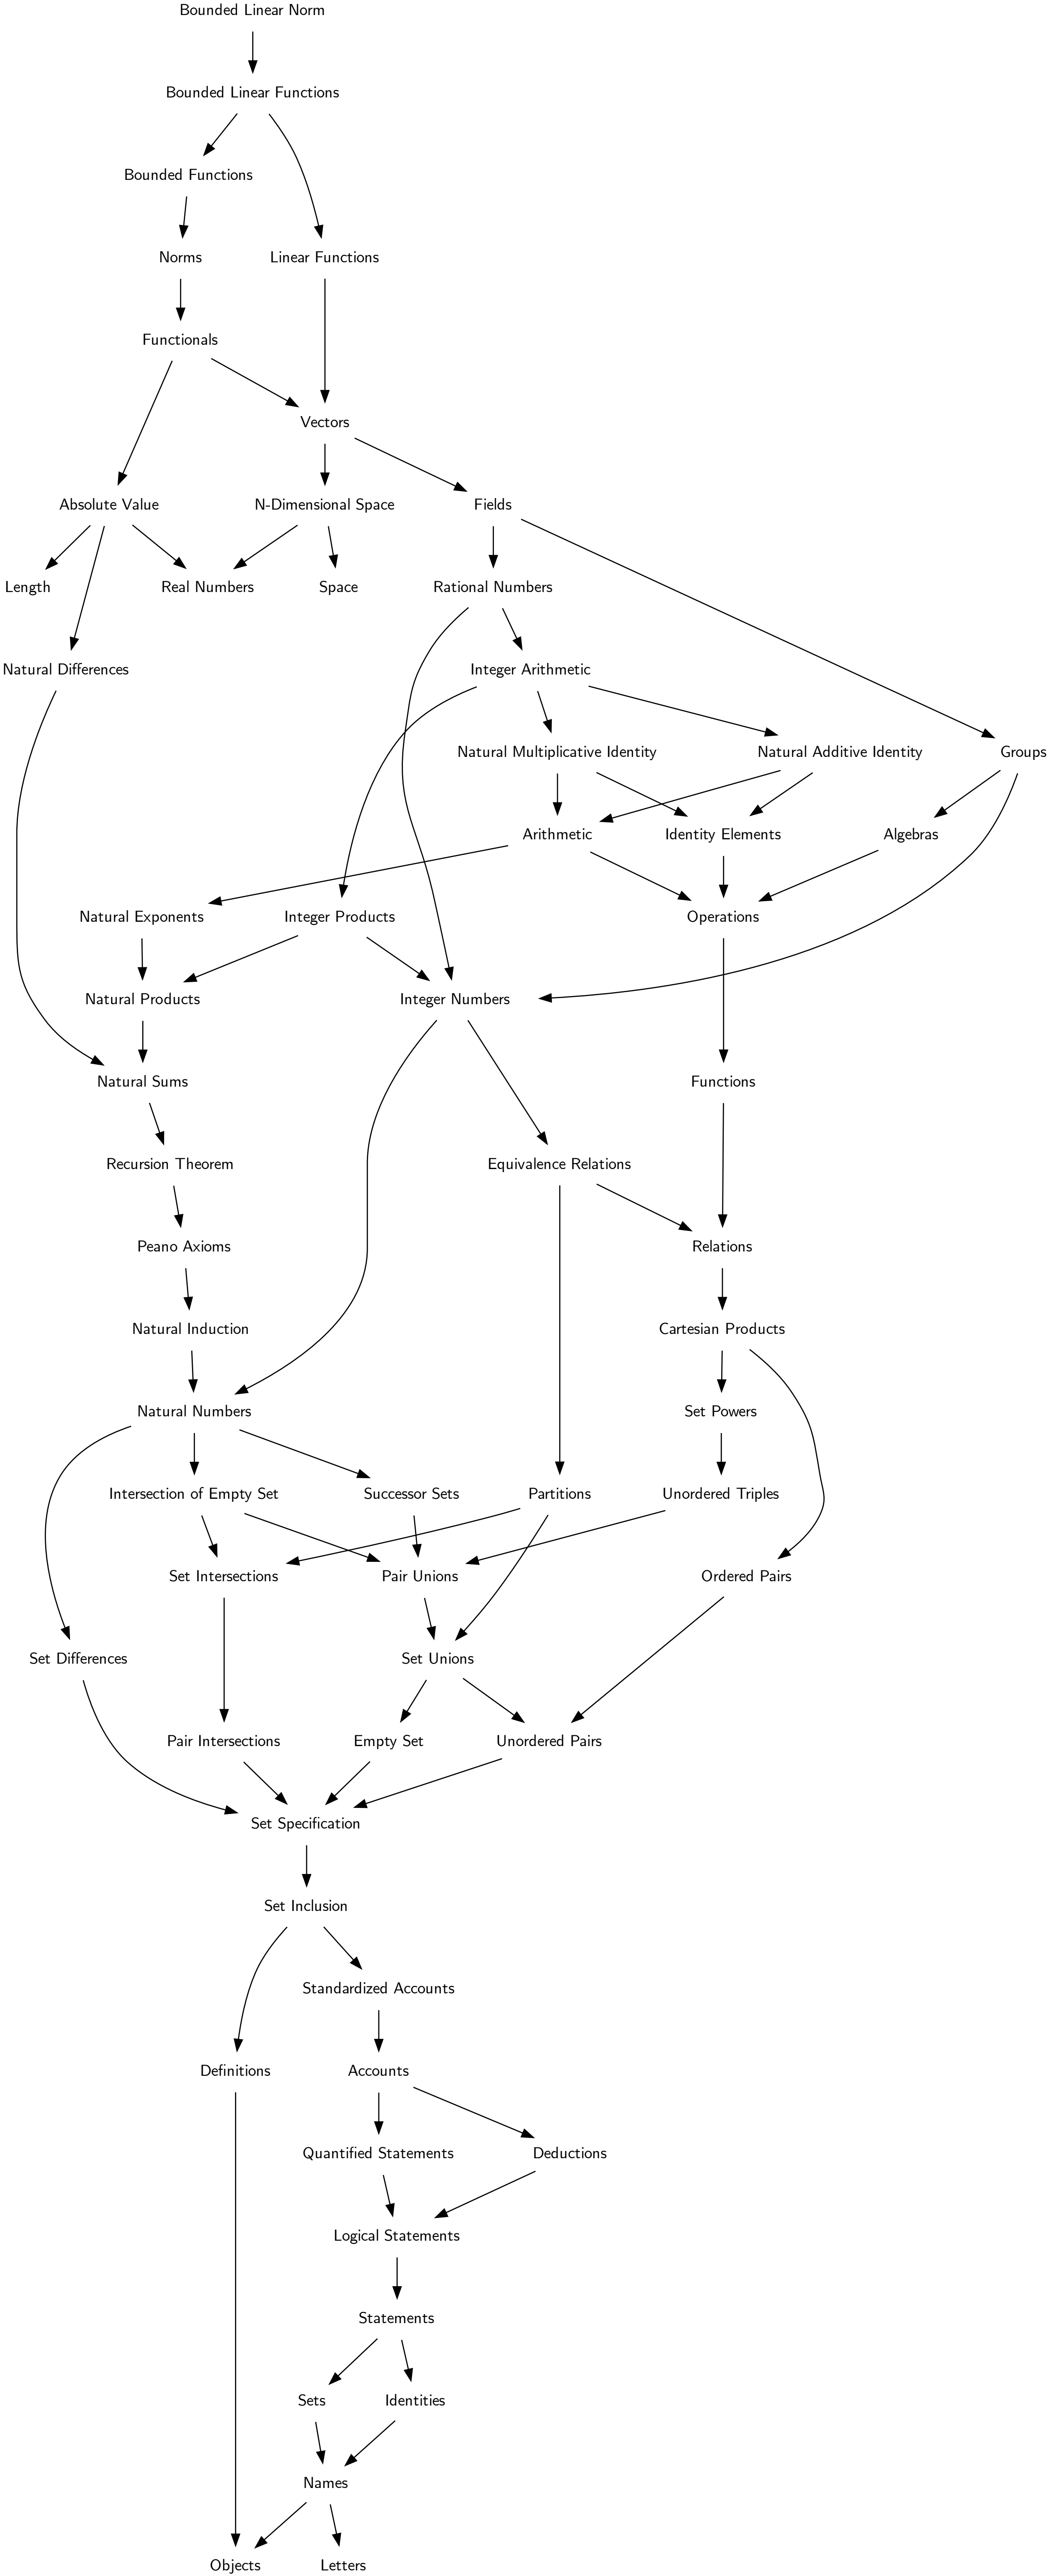 Bounded Linear Norm
Bounded Linear Functions
Bounded Functions
Norms
Linear Functions
Functionals
Vectors
Absolute Value
N-Dimensional Space
Fields
Length
Real Numbers
Space
Rational Numbers
Natural Differences
Integer Arithmetic
Natural Multiplicative Identity
Natural Additive Identity
Groups
Arithmetic
Identity Elements
Algebras
Natural Exponents
Integer Products
Operations
Natural Products
Integer Numbers
Natural Sums
Functions
Recursion Theorem
Equivalence Relations
Peano Axioms
Relations
Natural Induction
Cartesian Products
Natural Numbers
Set Powers
Intersection of Empty Set
Successor Sets
Partitions
Unordered Triples
Set Intersections
Pair Unions
Ordered Pairs
Set Differences
Set Unions
Pair Intersections
Empty Set
Unordered Pairs
Set Specification
Set Inclusion
Standardized Accounts
Definitions
Accounts
Quantified Statements
Deductions
Logical Statements
Statements
Sets
Identities
Names
Objects
Letters